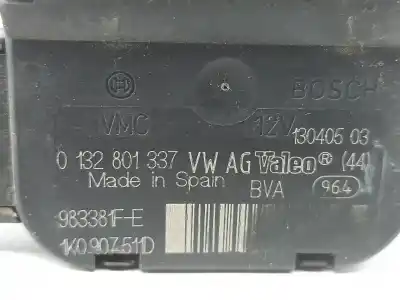 BOSCH
VMC 12V 130405 03
0 132 801 337 VW AG Valeo® (44)
Made in Spain BVA 964
983381F-E
1K0907511D